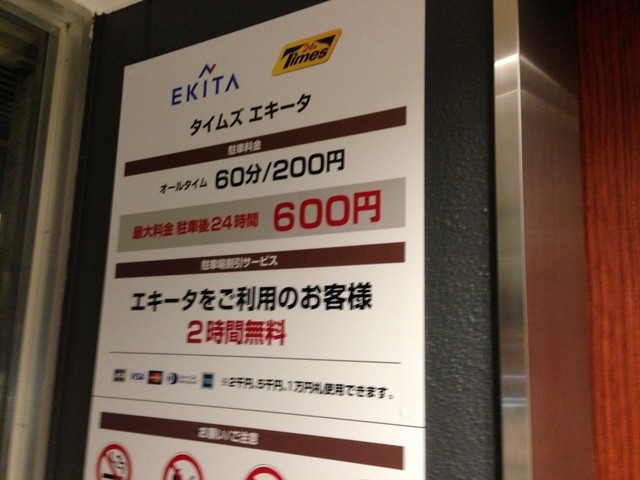 EKITA
24h Times
タイムズ エキータ
駐車料金
オールタイム 60分/200円
最大料金 駐車後24時間 600円
駐車場割引サービス
エキータをご利用のお客様
2時間無料
JCB VISA
※2千円、5千円、1万円札使用できます。
お願い/ご注意